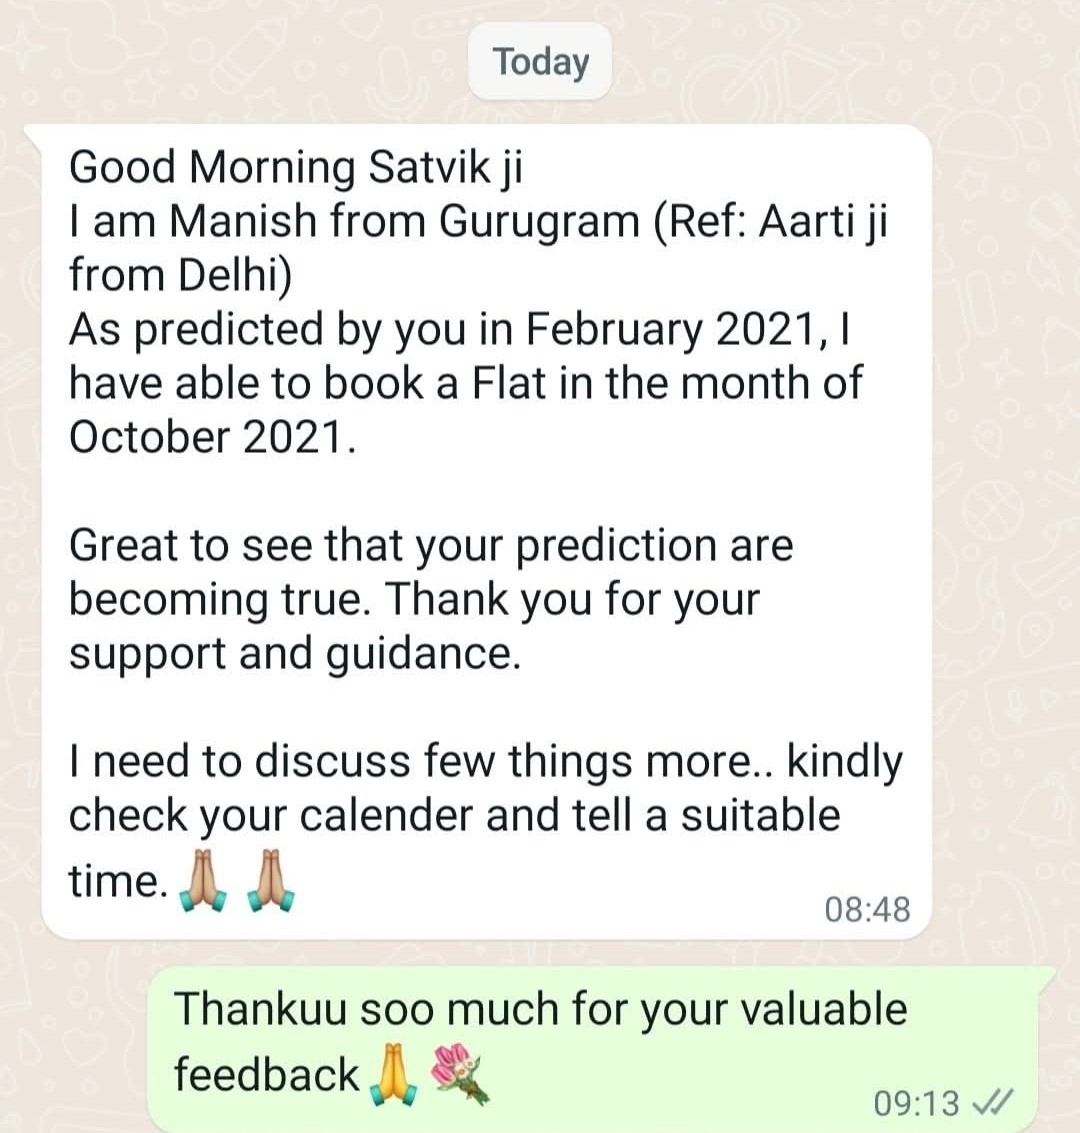 Today
Good Morning Satvik ji
I am Manish from Gurugram (Ref: Aarti ji
from Delhi)
As predicted by you in February 2021, I
have able to book a Flat in the month of
October 2021.
Great to see that your prediction are
becoming true. Thank you for your
support and guidance.
I need to discuss few things more.. kindly
check your calender and tell a suitable
time. 🙏🏽 🙏🏽
08:48
Thankuu soo much for your valuable
feedback 🙏 💐
09:13